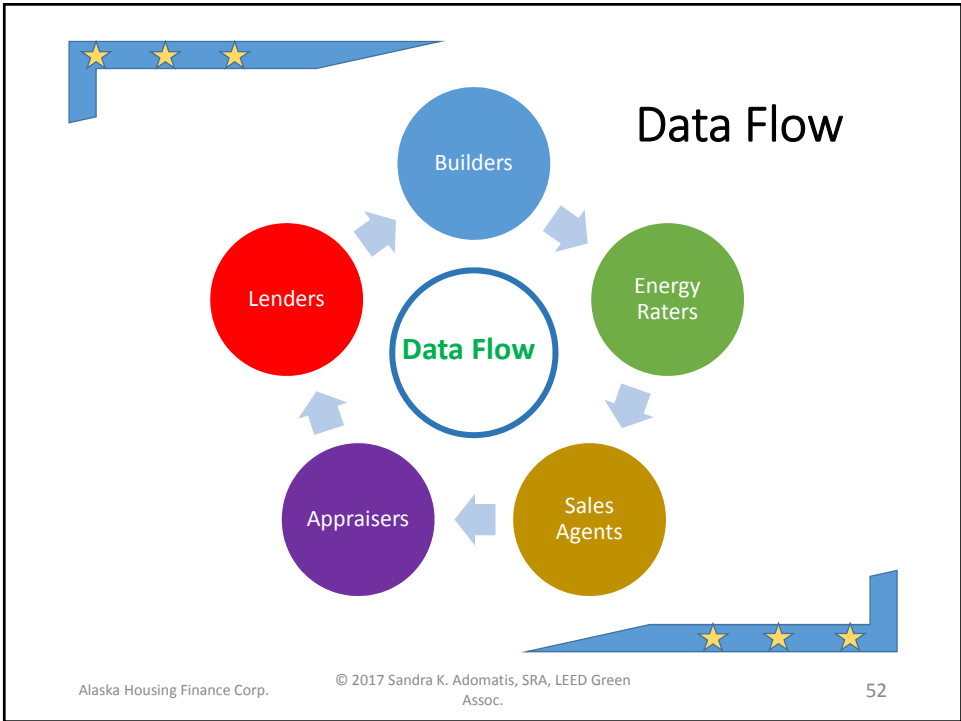 Data Flow
Builders
Energy
Raters
Sales
Agents
Appraisers
Lenders
Data Flow
Alaska Housing Finance Corp.
© 2017 Sandra K. Adomatis, SRA, LEED Green
Assoc.
52